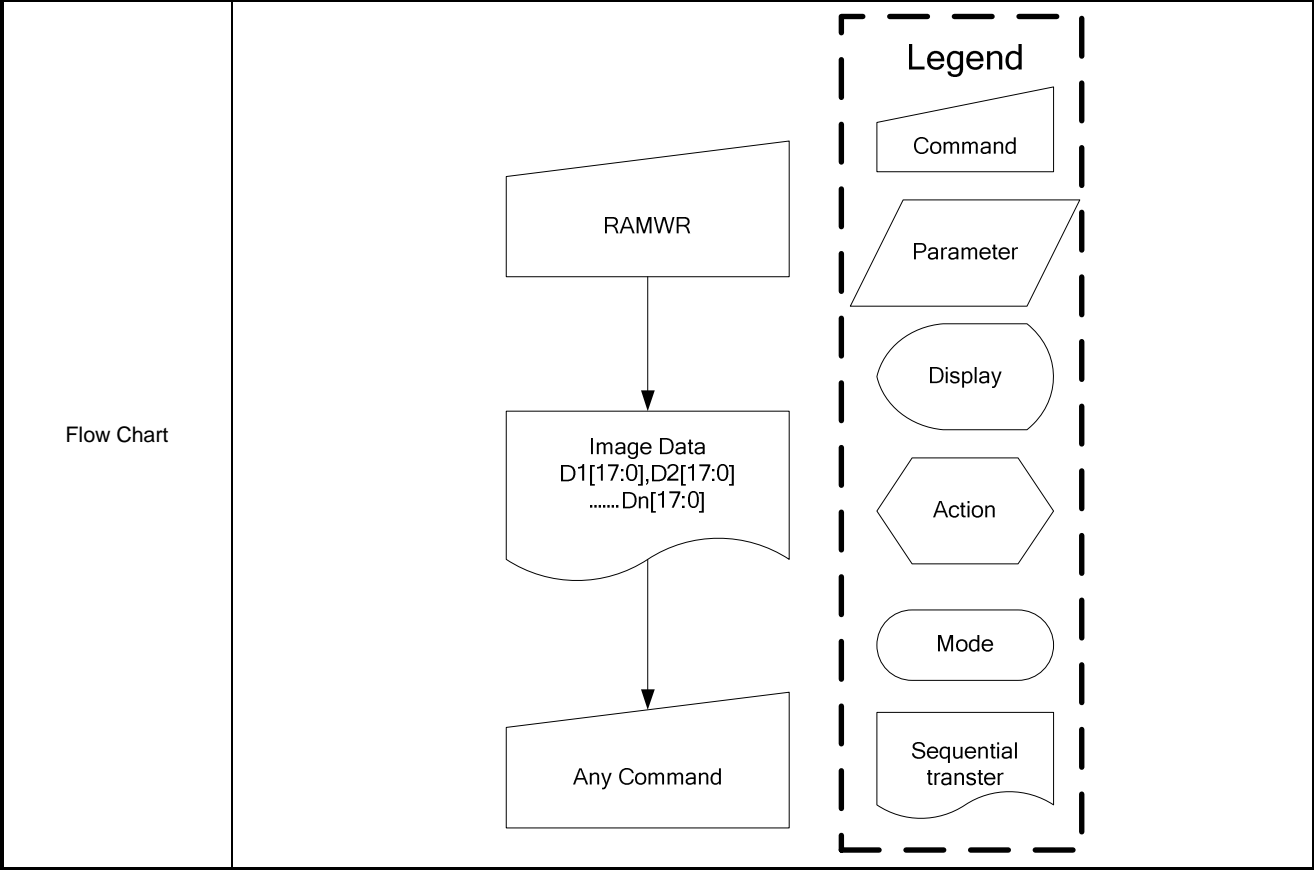 Flow Chart
RAMWR
Image Data
D1[17:0],D2[17:0]
.......Dn[17:0]
Any Command
Legend
Command
Parameter
Display
Action
Mode
Sequential
transter